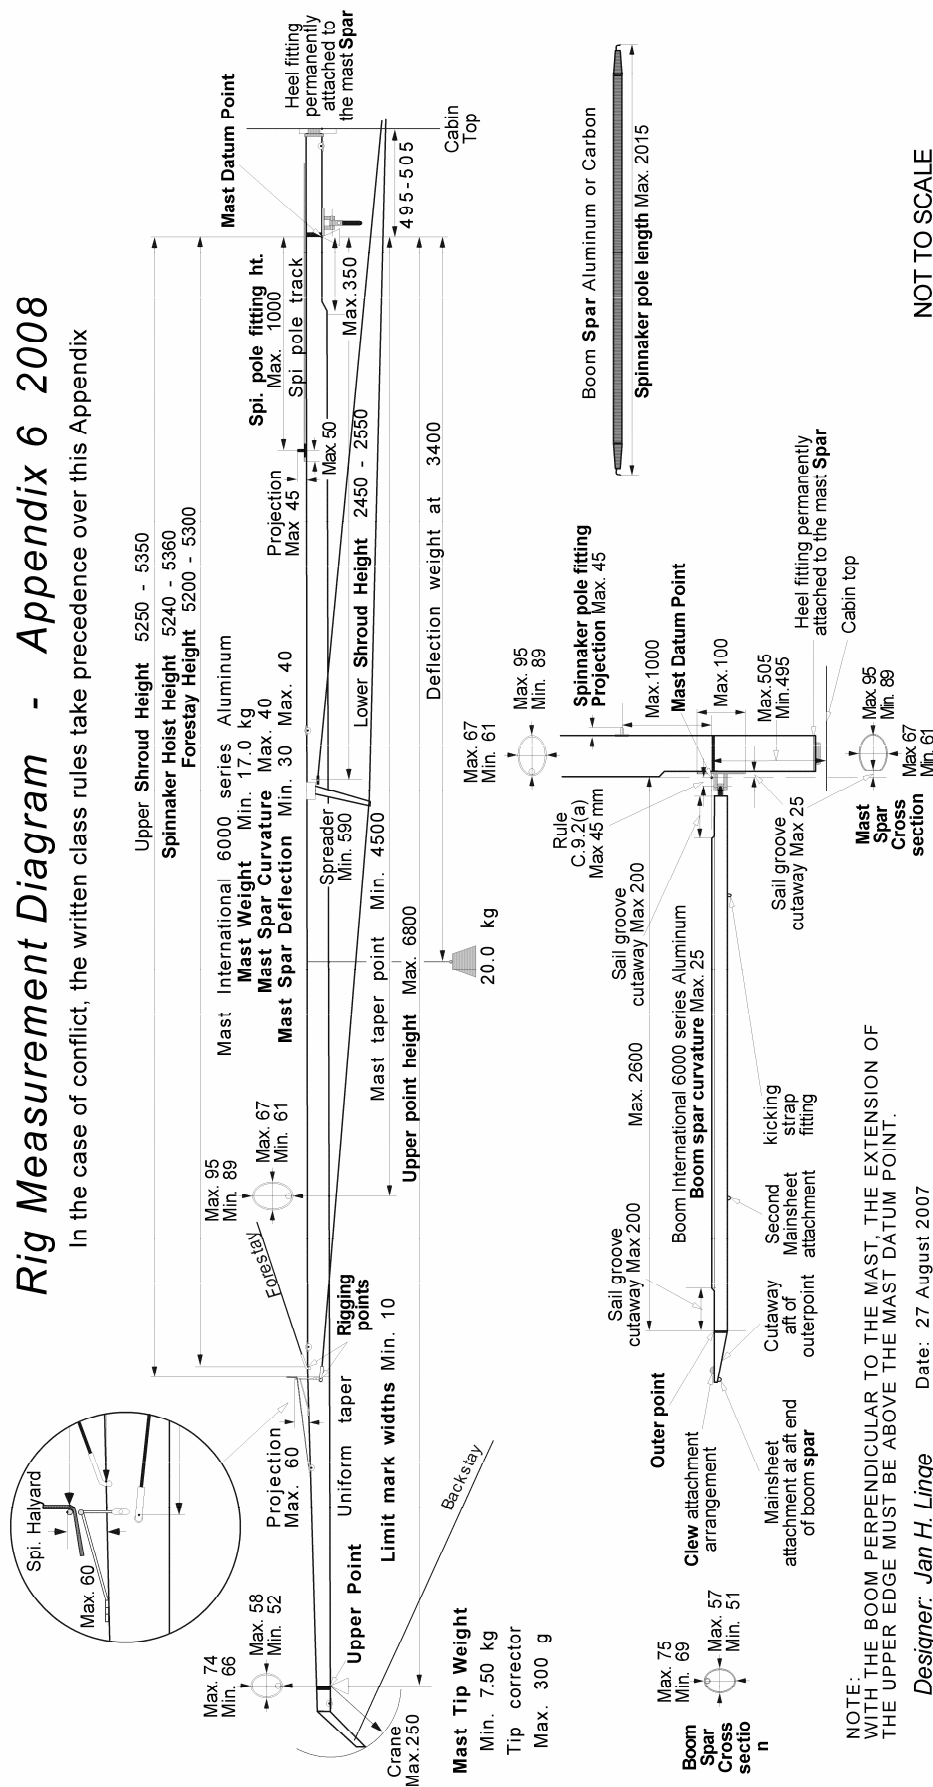 Rig Measurement Diagram - Appendix 6 2008
In the case of conflict, the written class rules take precedence over this Appendix
Upper Shroud Height 5250 - 5350
Spinnaker Hoist Height 5240 - 5360
Forestay Height 5200 - 5300
Mast International 6000 series Aluminum
Mast Weight Min. 17.0 kg
Mast Spar Curvature Max. 40
Mast Spar Deflection Min. 30 Max. 40
Spi. Halyard
Max. 60
Projection
Max. 60
Forestay
Max. 95
Min. 89
Max. 67
Min. 61
Projection
Max 45
Spi. pole fitting ht.
Max. 1000
Spi pole track
Max. 50
Max.350
Mast Datum Point
Heel fitting
permanently
attached to
the mast Spar
Cabin
Top
495-505
Max. 74
Min. 66
Max. 58
Min. 52
Upper Point
Uniform taper
Rigging
points
Limit mark widths Min. 10
Spreader
Min. 590
Lower Shroud Height 2450 - 2550
Mast taper point Min. 4500
Upper point height Max. 6800
Deflection weight at 3400
20.0 kg
Backstay
Crane
Max.250
Mast Tip Weight
Min. 7.50 kg
Tip corrector
Max. 300 g
Max. 67
Min. 61
Max. 95
Min. 89
Spinnaker pole fitting
Projection Max. 45
Max.1000
Mast Datum Point
Max.100
Max.505
Min.495
Heel fitting permanently
attached to the mast Spar
Cabin top
Boom Spar Aluminum or Carbon
Spinnaker pole length Max. 2015
Rule
C.9.2(a)
Max 45 mm
Sail groove
cutaway Max 200
Max. 2600
Sail groove
cutaway Max 200
Boom International 6000 series Aluminum
Boom spar curvature Max. 25
Sail groove
cutaway Max 25
Max.95
Min. 89
Max.67
Min. 61
Mast
Spar
Cross
section
Outer point
Clew attachment
arrangement
Mainsheet
attachment at aft end
of boom spar
Cutaway
aft of
outerpoint
Second
Mainsheet
attachment
kicking
strap
fitting
Max. 75
Min. 69
Max. 57
Min. 51
Boom
Spar
Cross
sectio
n
NOTE:
WITH THE BOOM PERPENDICULAR TO THE MAST, THE EXTENSION OF
THE UPPER EDGE MUST BE ABOVE THE MAST DATUM POINT.
Designer: Jan H. Linge Date: 27 August 2007
NOT TO SCALE